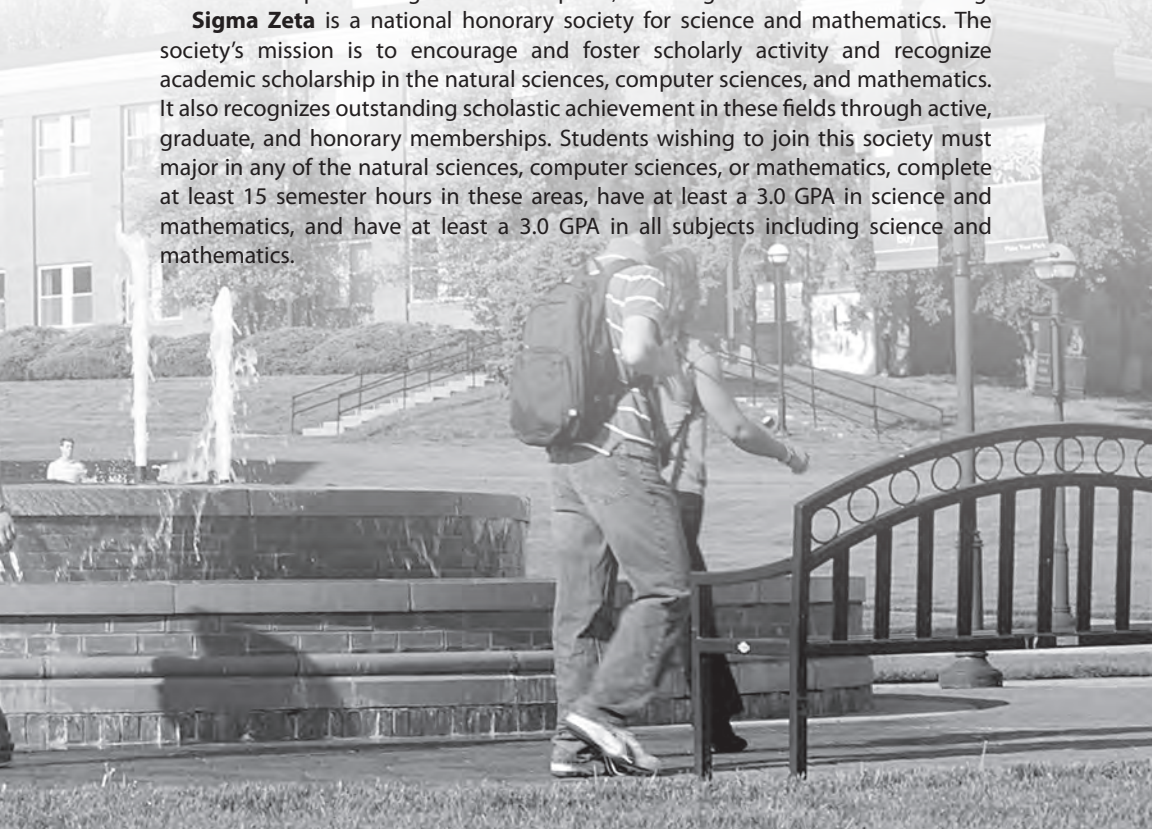 Sigma Zeta is a national honorary society for science and mathematics. The
society’s mission is to encourage and foster scholarly activity and recognize
academic scholarship in the natural sciences, computer sciences, and mathematics.
It also recognizes outstanding scholastic achievement in these fields through active,
graduate, and honorary memberships. Students wishing to join this society must
major in any of the natural sciences, computer sciences, or mathematics, complete
at least 15 semester hours in these areas, have at least a 3.0 GPA in science and
mathematics, and have at least a 3.0 GPA in all subjects including science and
mathematics.